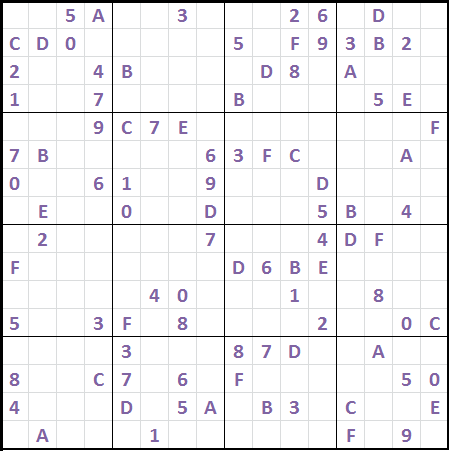 5 A 3 2 6 D
C D 0 5 F 9 3 B 2
2 4 B D 8 A
1 7 B 5 E
9 C 7 E F
7 B 6 3 F C A
0 6 1 9 D
E 0 D 5 B 4
2 7 4 D F
F D 6 B E
4 0 1 8
5 3 F 8 2 0 C
3 8 7 D A
8 C 7 6 F 5 0
4 D 5 A B 3 C E
A 1 F 9